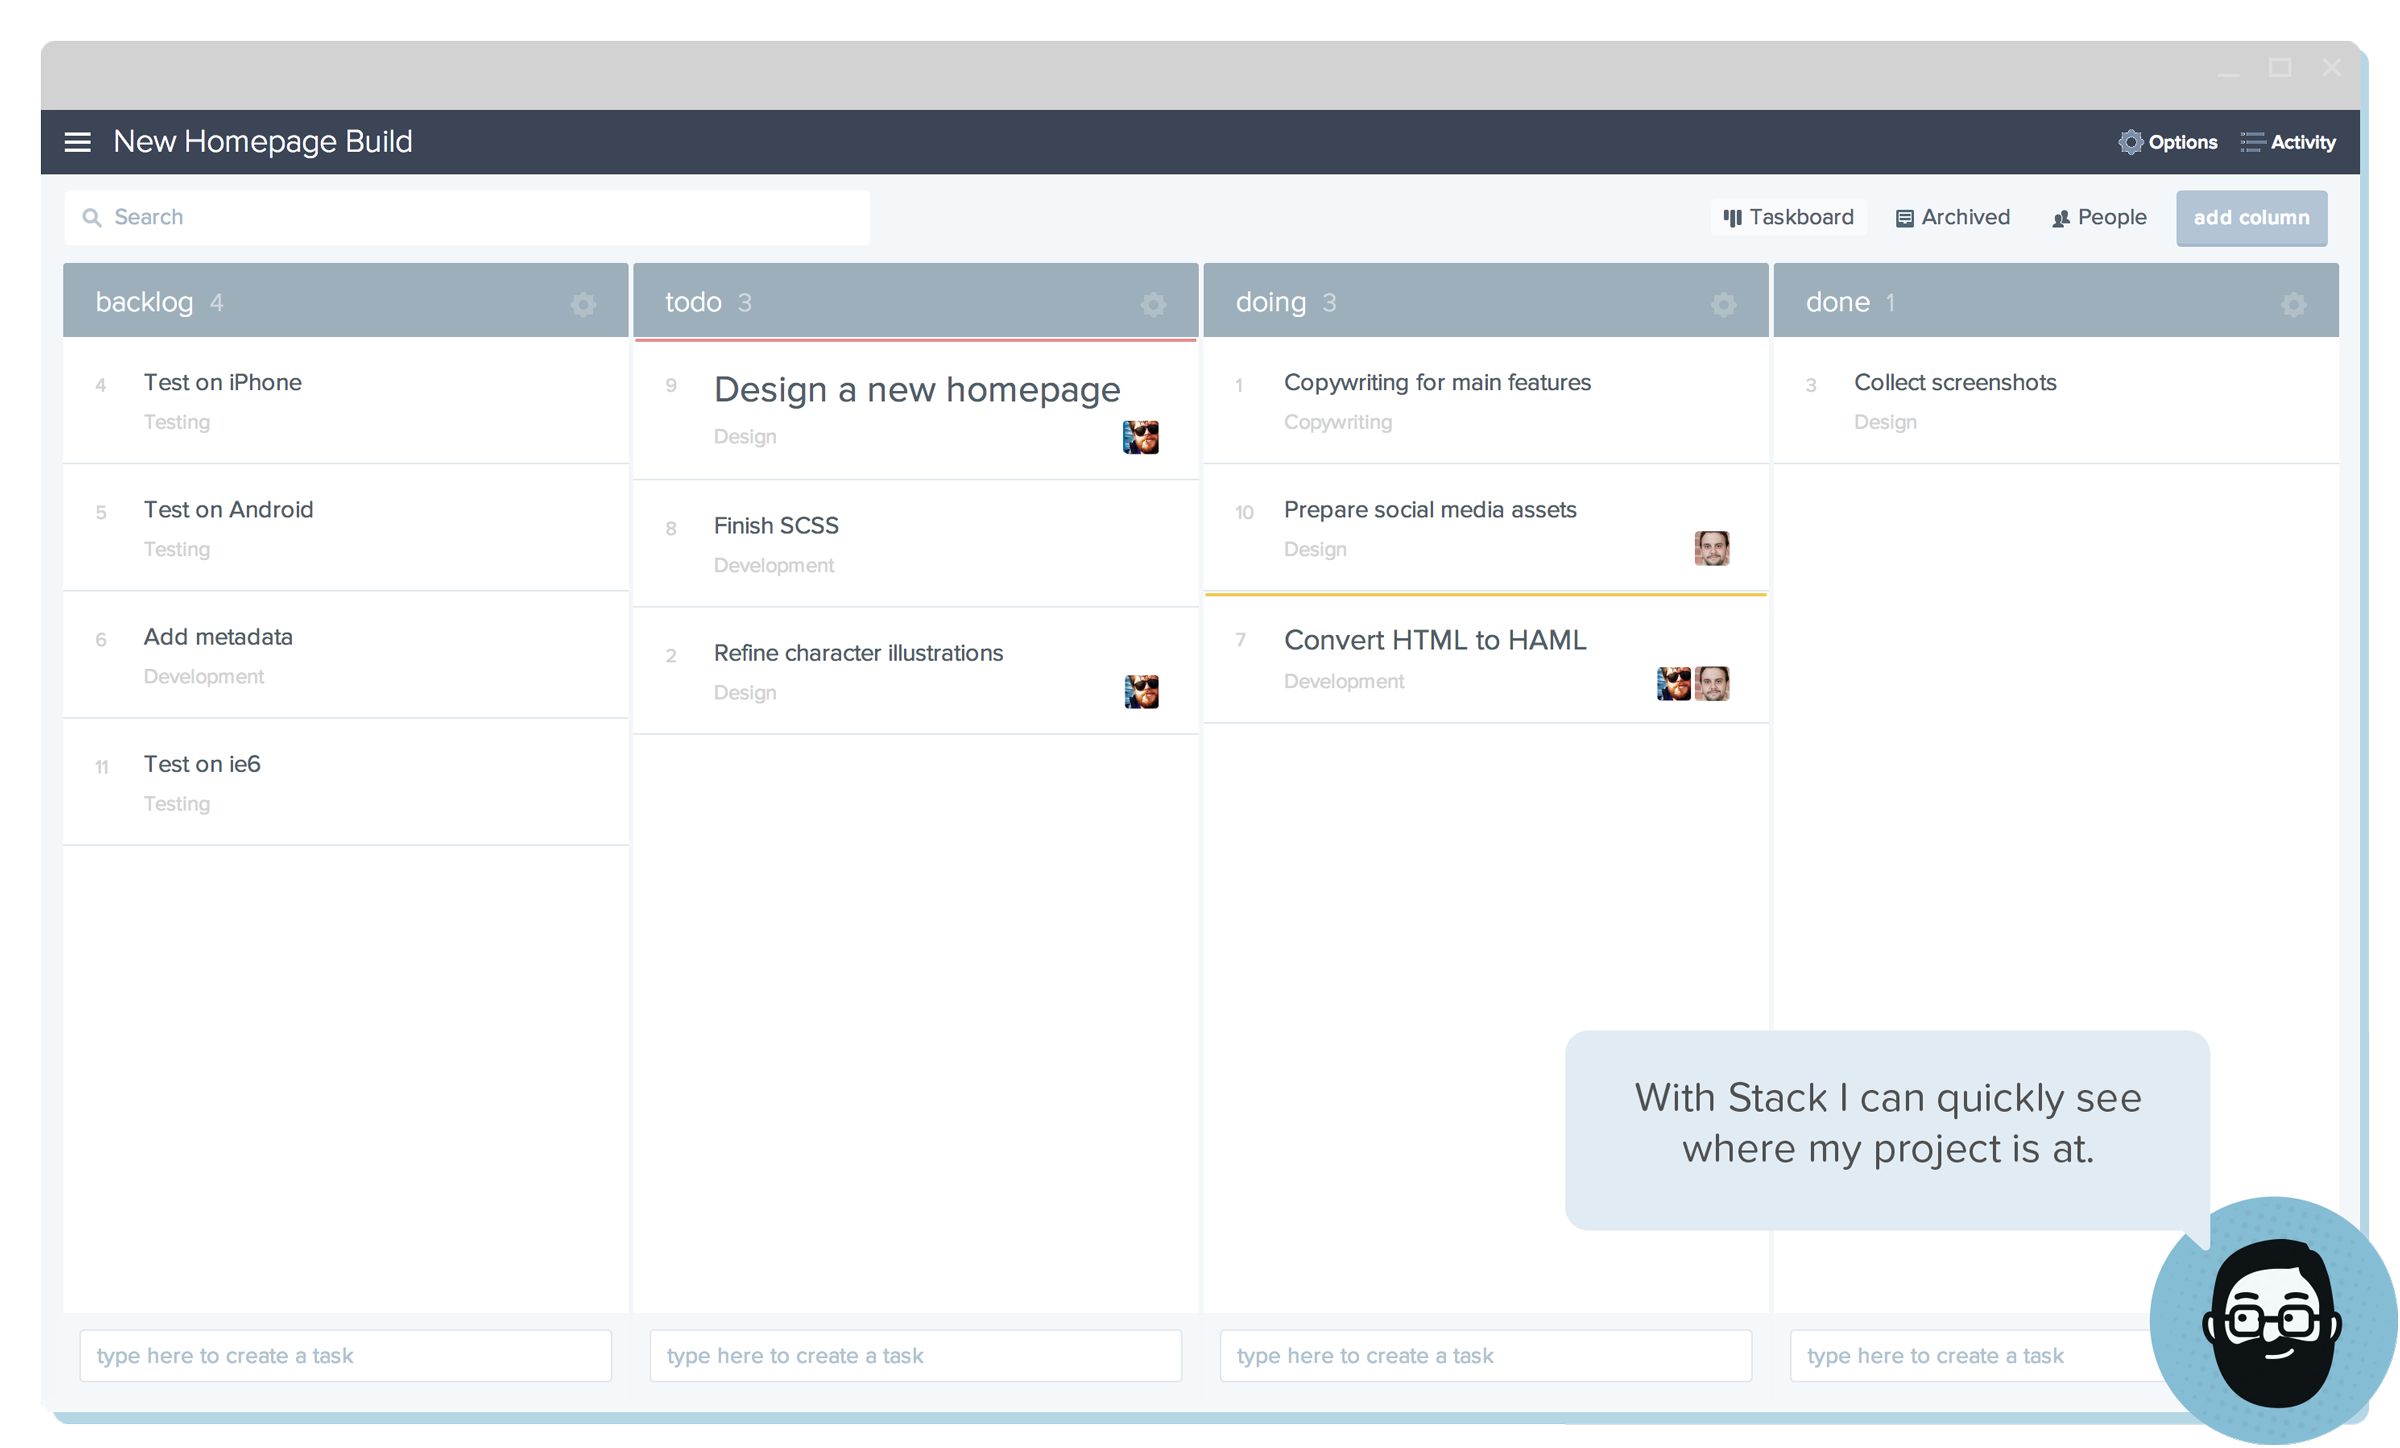 New Homepage Build
Options
Activity
Search
Taskboard
Archived
People
add column
backlog 4
4 Test on iPhone
Testing
5 Test on Android
Testing
6 Add metadata
Development
11 Test on ie6
Testing
type here to create a task
todo 3
9 Design a new homepage
Design
8 Finish SCSS
Development
2 Refine character illustrations
Design
type here to create a task
doing 3
1 Copywriting for main features
Copywriting
10 Prepare social media assets
Design
7 Convert HTML to HAML
Development
type here to create a task
done 1
3 Collect screenshots
Design
type here to create a task
With Stack I can quickly see
where my project is at.